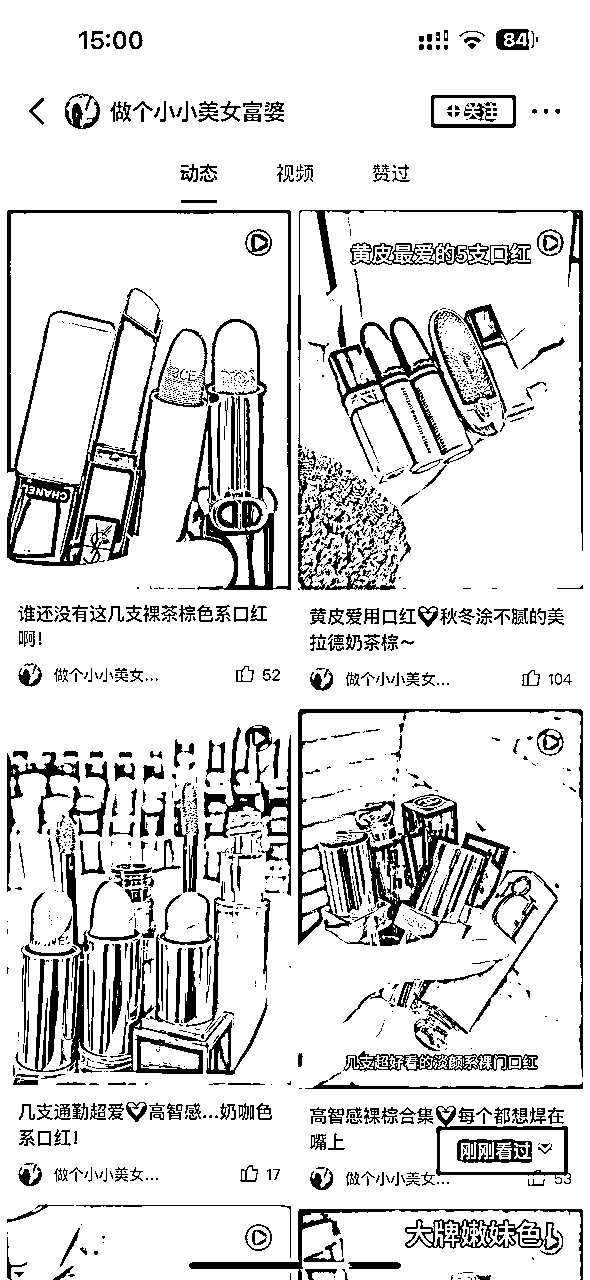 15:00
84
做个小小美女富婆
关注
动态
视频
赞过
CHANEL
3CE
黄皮最爱的5支口红
谁还没有这几支裸茶棕色系口红
啊!
做个小小美女...
52
黄皮爱用口红🤎秋冬涂不腻的美
拉德奶茶棕~
做个小小美女...
104
几支超好看的淡颜系裸门口红
几支通勤超爱🤎高智感...奶咖色
系口红!
做个小小美女...
17
高智感裸棕合集🤎每个都想焊在
嘴上
刚刚看过
做个小小美女...
53
大牌嫩妹色